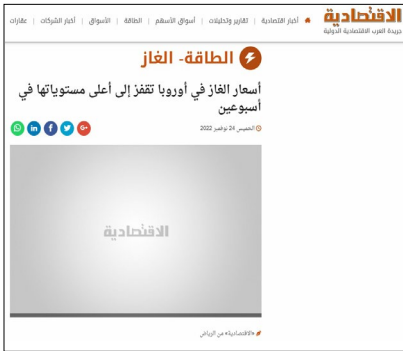 الاقتصادية
جريدة العرب الاقتصادية الدولية
أخبار اقتصادية | تقارير وتحليلات | أسواق الأسهم | الطاقة | الأسواق | أخبار الشركات | عقارات
الطاقة- الغاز
أسعار الغاز في أوروبا تقفز إلى أعلى مستوياتها في
أسبوعين
الخميس 24 نوفمبر 2022
الاقتصادية
«الاقتصادية» من الرياض